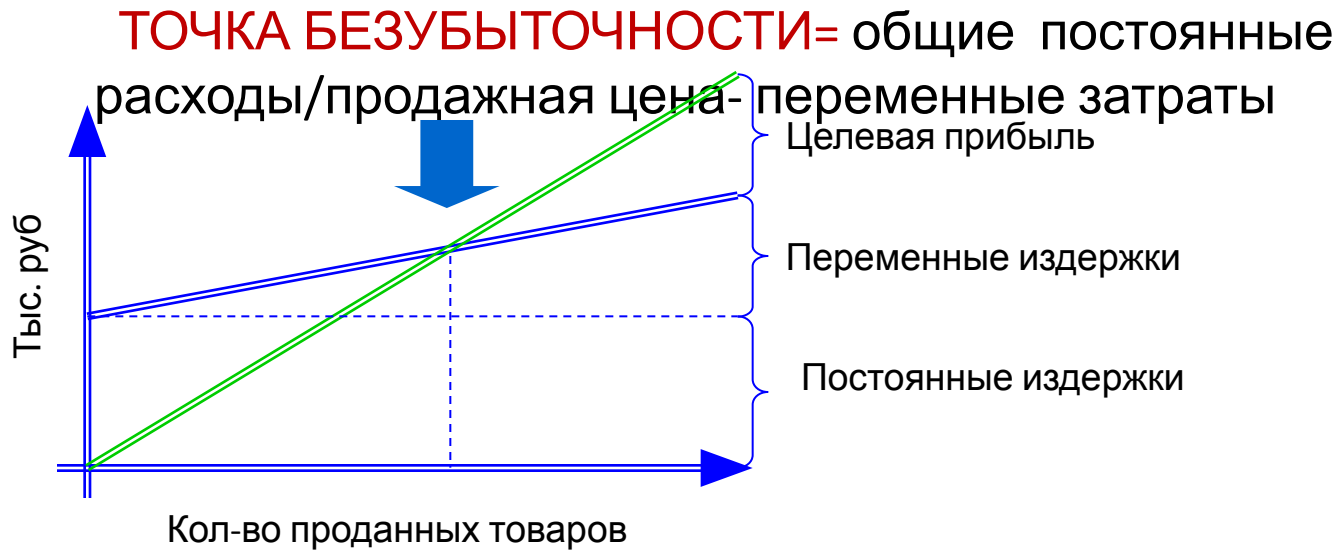 ТОЧКА БЕЗУБЫТОЧНОСТИ= общие постоянные
расходы/продажная цена- переменные затраты
Целевая прибыль
Тыс. руб
Переменные издержки
Постоянные издержки
Кол-во проданных товаров